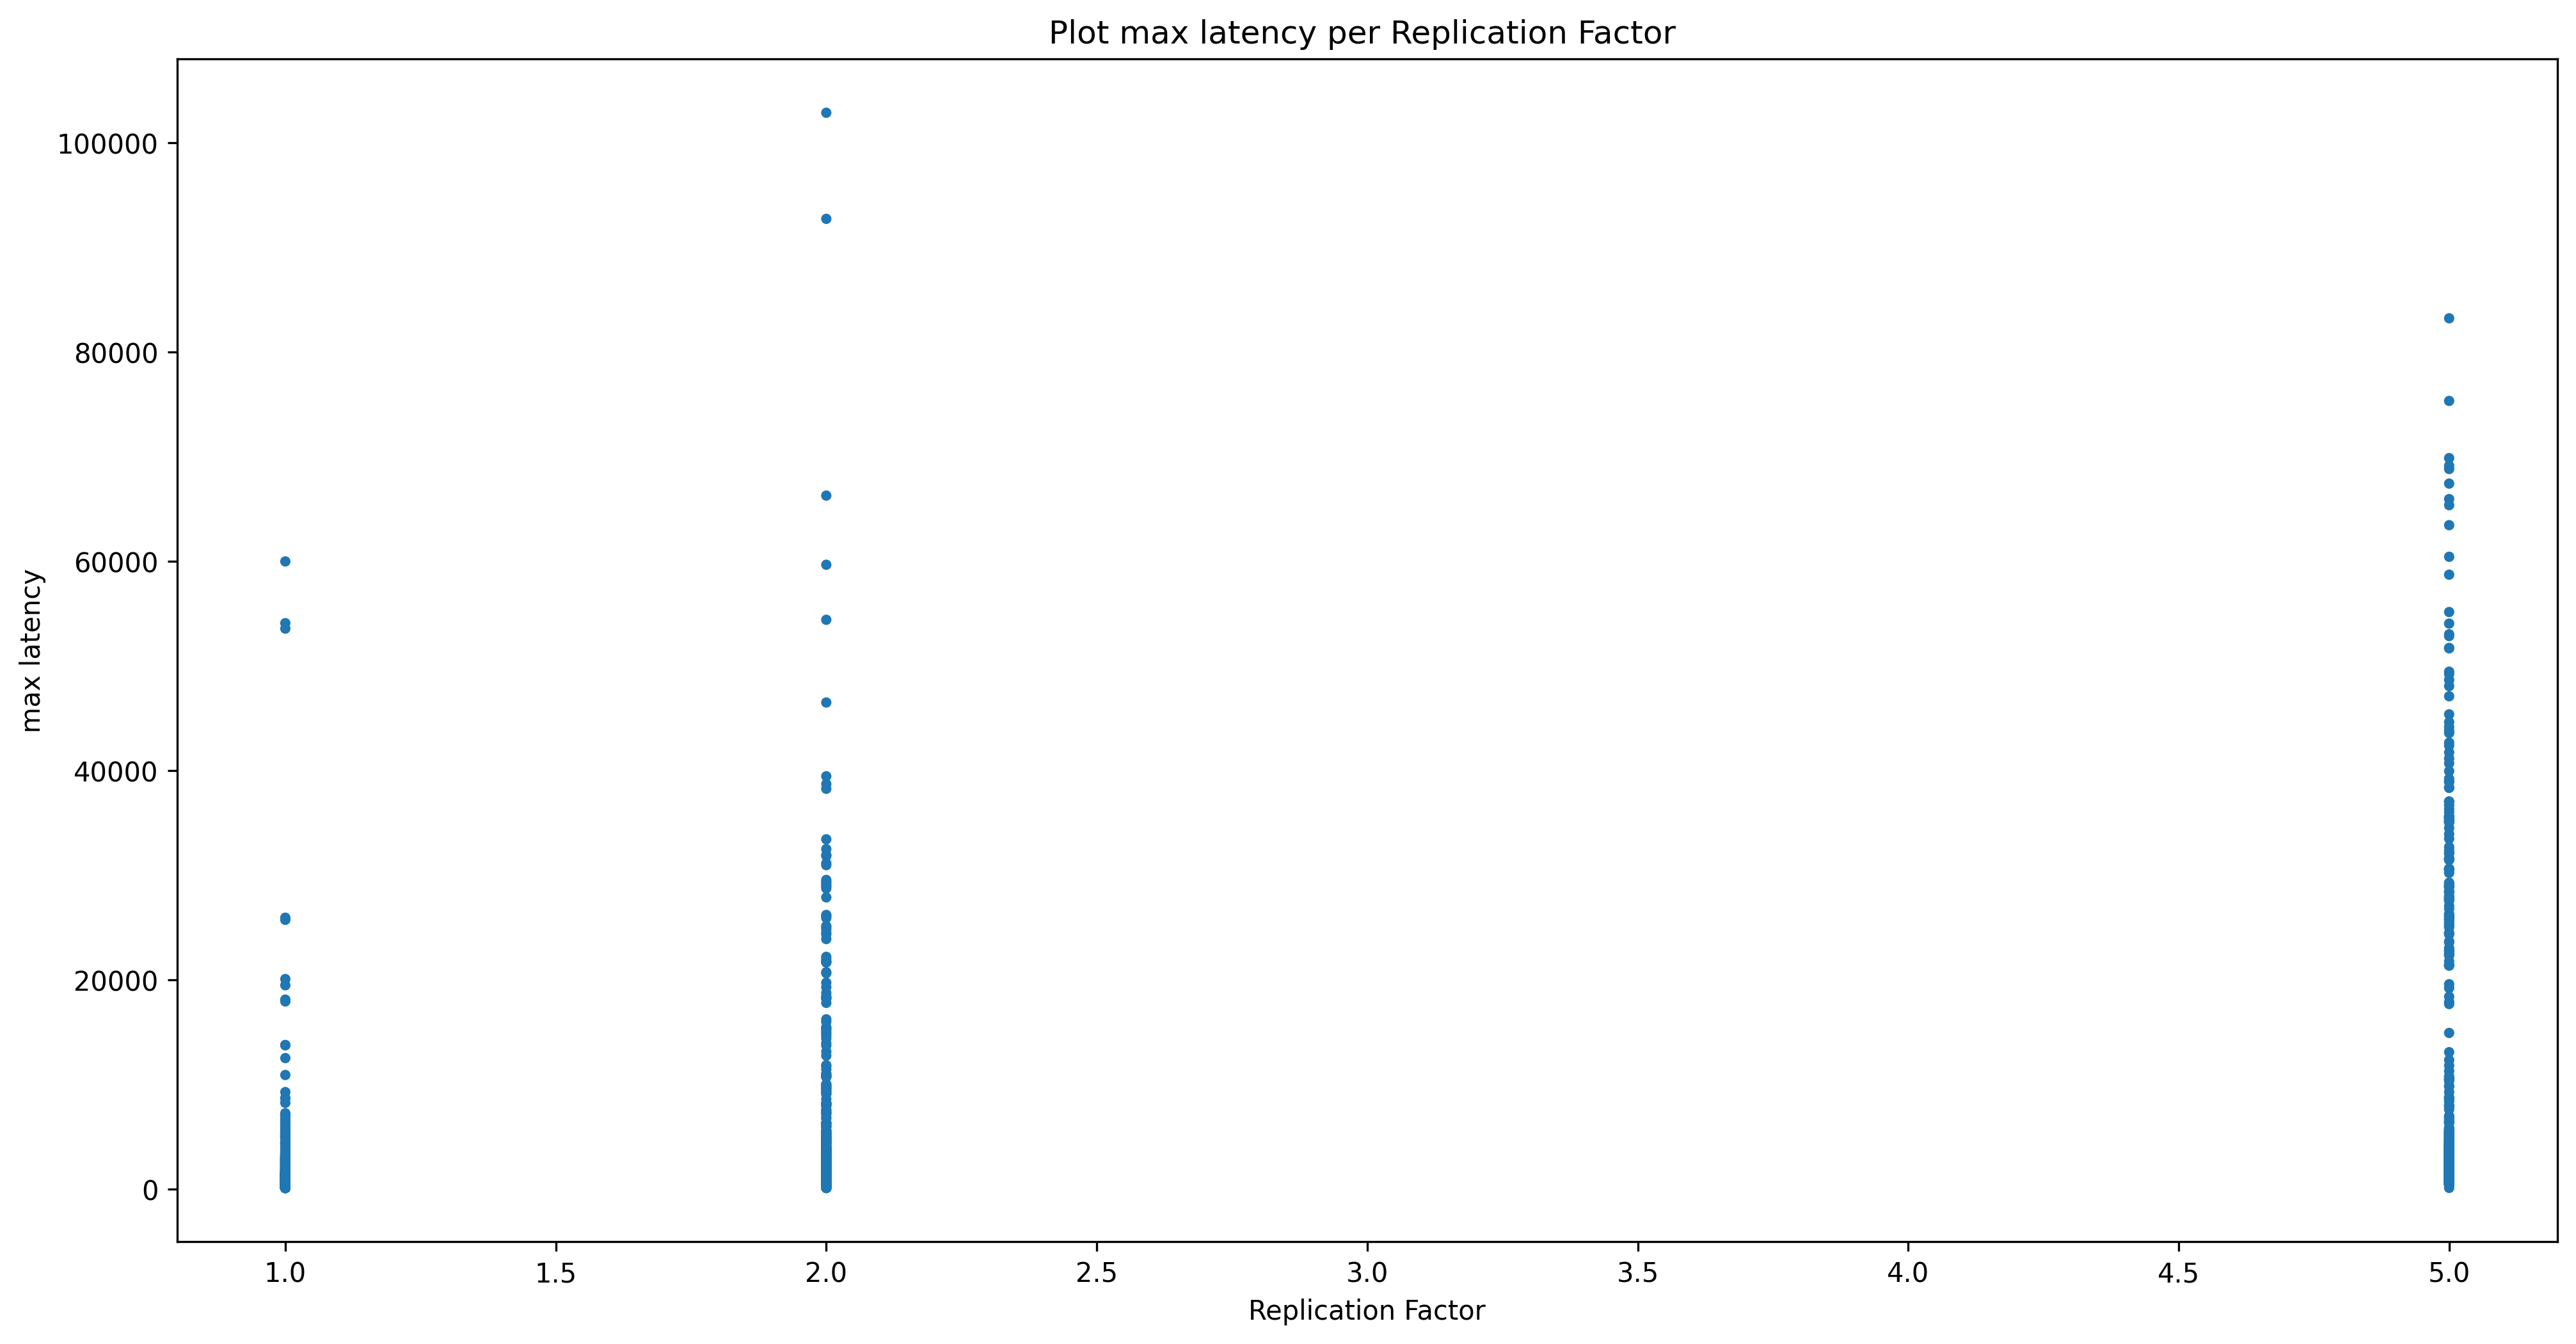 Plot max latency per Replication Factor
100000
80000
60000
40000
20000
0
max latency
1.0 1.5 2.0 2.5 3.0 3.5 4.0 4.5 5.0
Replication Factor